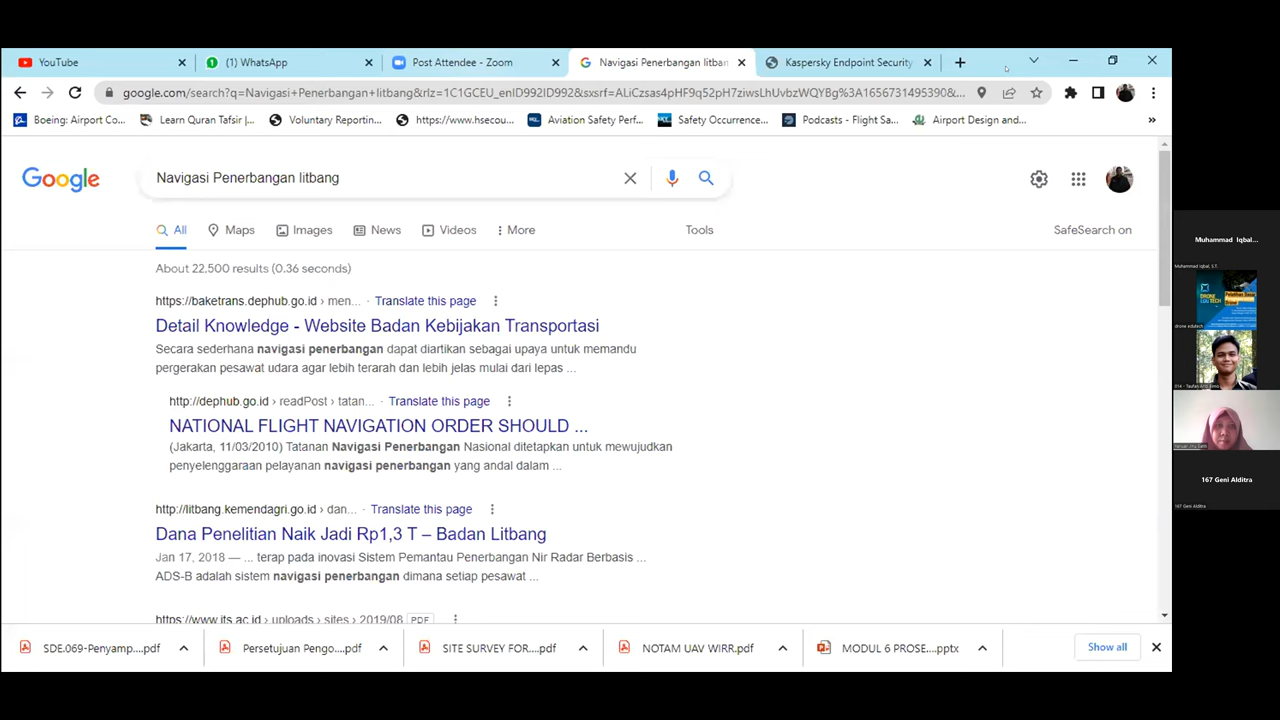 YouTube
(1) WhatsApp
Post Attendee - Zoom
Navigasi Penerbangan litban
Kaspersky Endpoint Security
google.com/search?q=Navigasi+Penerbangan+litbang&rlz=1C1GCEU_enID992ID992&sxsrf=ALiCzsas4pHF9q52pH7ziwsLhUvbzWQYBg%3A1656731495390&...
Boeing: Airport Co...
Learn Quran Tafsir |...
Voluntary Reportin...
https://www.hsecou...
Aviation Safety Perf...
Safety Occurrence...
Podcasts - Flight Sa...
Airport Design and...
Google
Navigasi Penerbangan litbang
All
Maps
Images
News
Videos
More
Tools
SafeSearch on
About 22,500 results (0.36 seconds)
https://baketrans.dephub.go.id › men... · Translate this page
Detail Knowledge - Website Badan Kebijakan Transportasi
Secara sederhana navigasi penerbangan dapat diartikan sebagai upaya untuk memandu
pergerakan pesawat udara agar lebih terarah dan lebih jelas mulai dari lepas ...
http://dephub.go.id › readPost › tatan... · Translate this page
NATIONAL FLIGHT NAVIGATION ORDER SHOULD ...
(Jakarta, 11/03/2010) Tatanan Navigasi Penerbangan Nasional ditetapkan untuk mewujudkan
penyelenggaraan pelayanan navigasi penerbangan yang andal dalam ...
http://litbang.kemendagri.go.id › dan... · Translate this page
Dana Penelitian Naik Jadi Rp1,3 T – Badan Litbang
Jan 17, 2018 — ... terap pada inovasi Sistem Pemantau Penerbangan Nir Radar Berbasis ...
ADS-B adalah sistem navigasi penerbangan dimana setiap pesawat ...
https://www.its.ac.id › uploads › sites › 2019/08 PDF
SDE.069-Penyamp....pdf
Persetujuan Pengo....pdf
SITE SURVEY FOR....pdf
NOTAM UAV WIRR.pdf
MODUL 6 PROSE....pptx
Show all
Muhammad Iqbal...
Muhammad Iqbal, S.T.
DRONE
EDUTECH
drone edutech
167 Geni Alditra
167 Geni Alditra